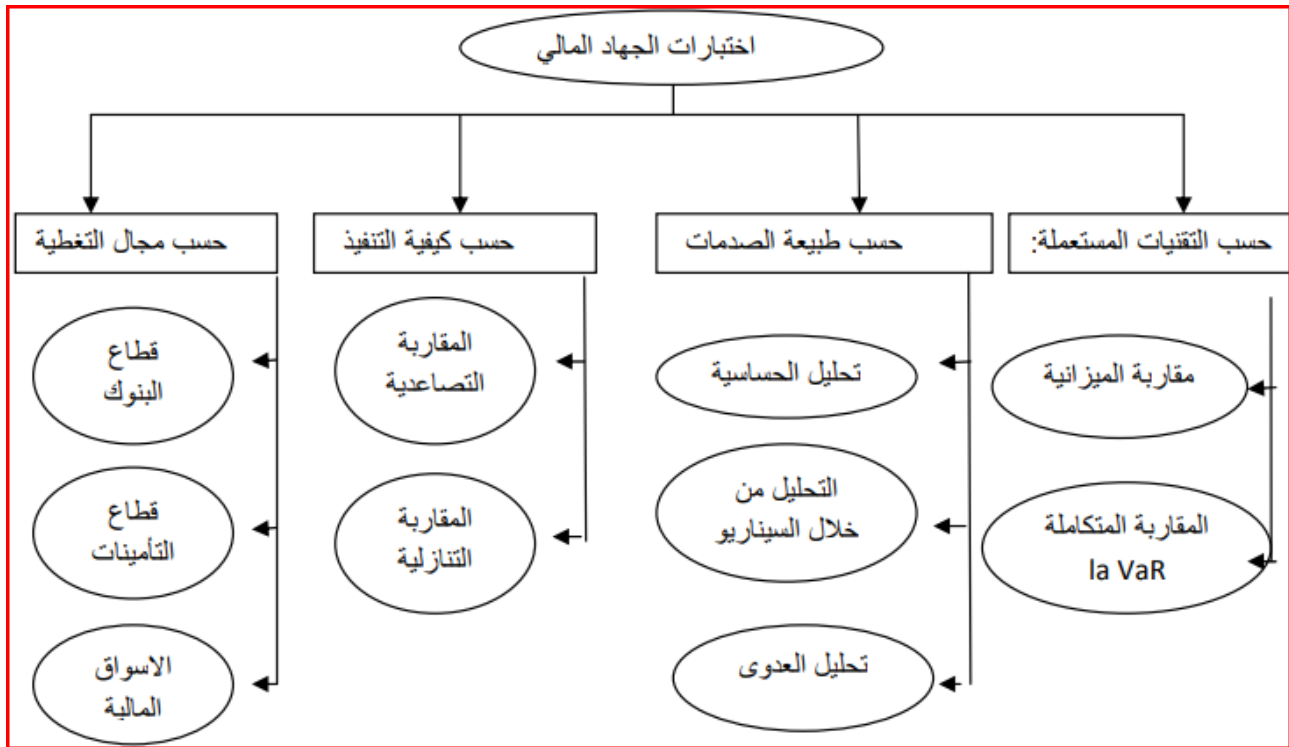 اختبارات الجهاد المالي
حسب التقنيات المستعملة:
حسب طبيعة الصدمات
حسب كيفية التنفيذ
حسب مجال التغطية
مقاربة الميزانية
المقاربة المتكاملة
la VaR
تحليل الحساسية
التحليل من
خلال السيناريو
تحليل العدوى
المقاربة
التصاعدية
المقاربة
التنازلية
قطاع
البنوك
قطاع
التأمينات
الاسواق
المالية